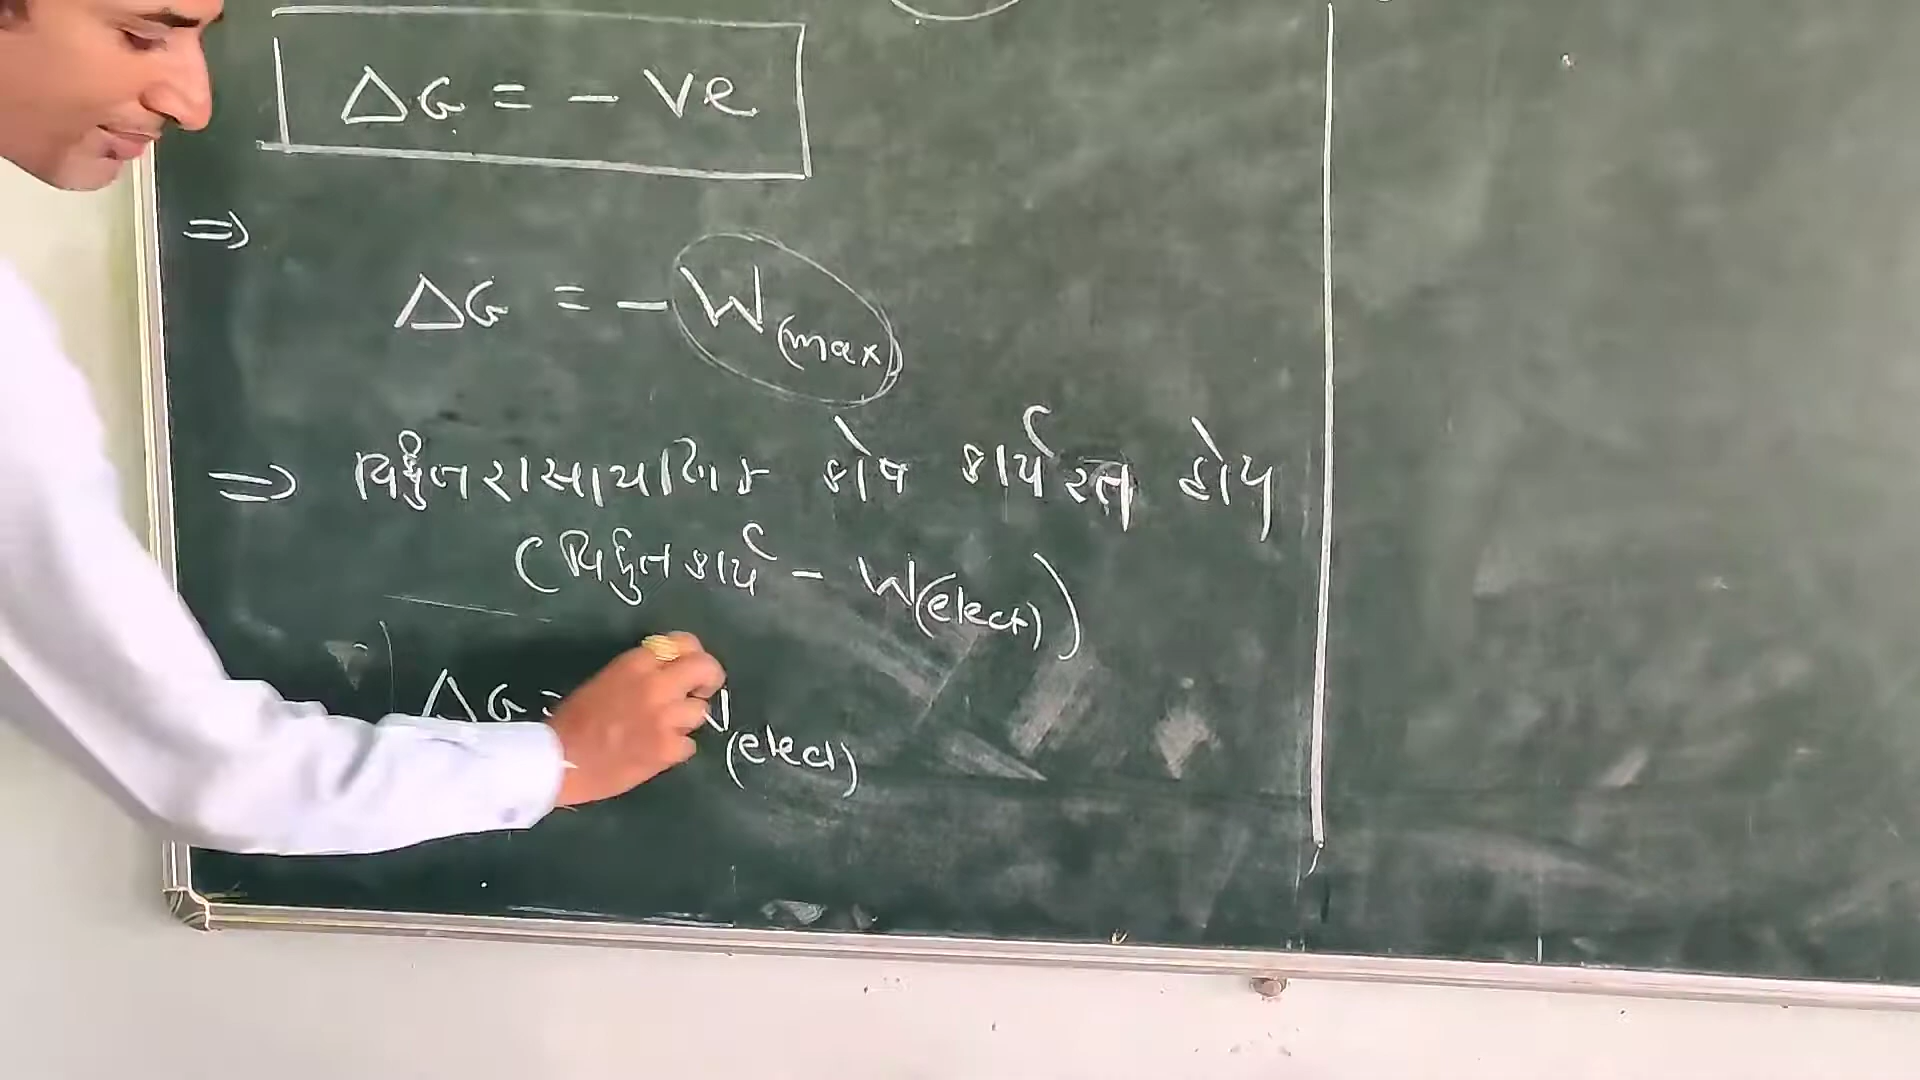 ΔG = - ve
⇒
ΔG = - W(max)
⇒ વિદ્યુતરાસાયણિક કોષ કાર્યરત હોય
(વિદ્યુતકાર્ય - W(elect))
ΔG = W(elect)